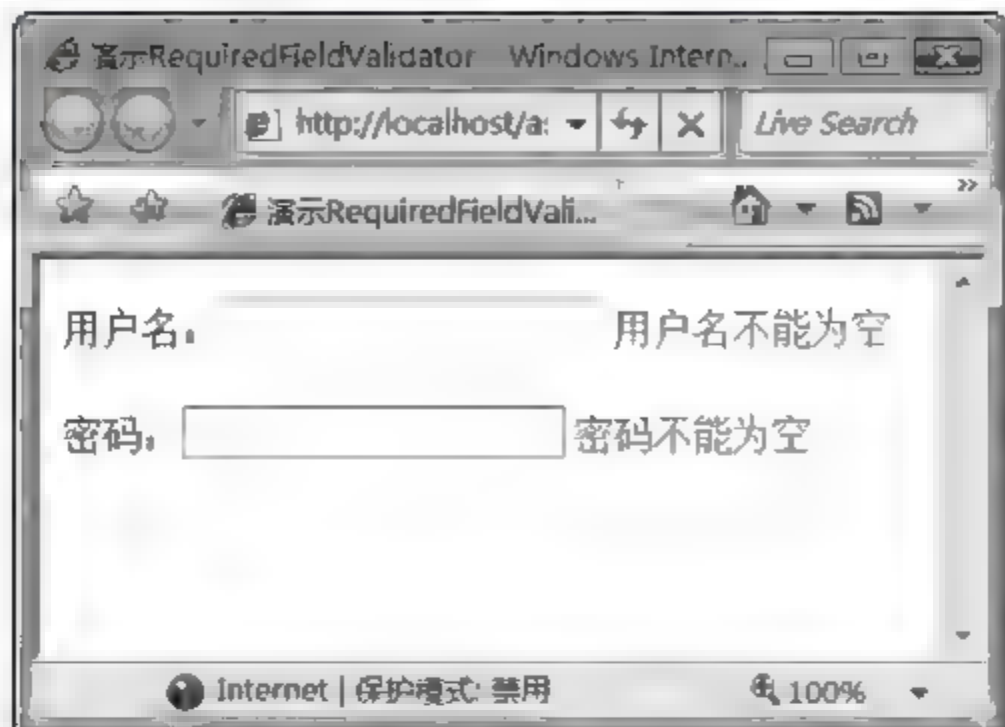 演示RequiredFieldValidator Windows Intern..
http://localhost/a: Live Search
演示RequiredFieldVali...
用户名: 用户名不能为空
密码: 密码不能为空
Internet | 保护模式: 禁用 100%